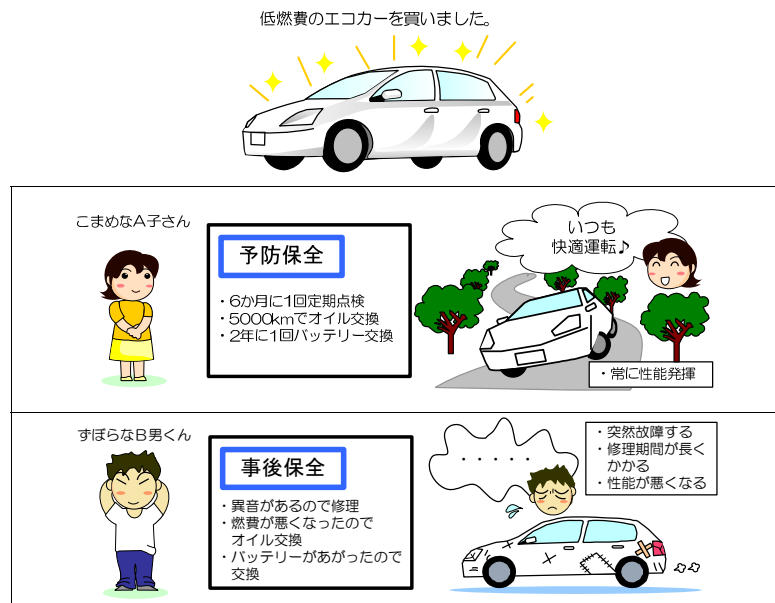 低燃費のエコカーを買いました。
こまめなA子さん
予防保全
・6か月に1回定期点検
・5000kmでオイル交換
・2年に1回バッテリー交換
いつも
快適運転♪
・常に性能発揮
ずぼらなB男くん
事後保全
・異音があるので修理
・燃費が悪くなったので
オイル交換
・バッテリーがあがったので
交換
・・・・・
・突然故障する
・修理期間が長く
かかる
・性能が悪くなる